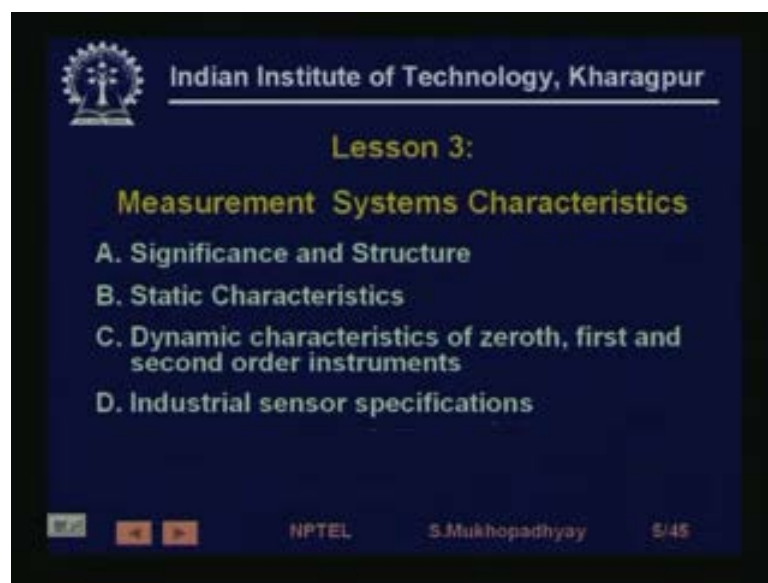 Indian Institute of Technology, Kharagpur
Lesson 3:
Measurement Systems Characteristics
A. Significance and Structure
B. Static Characteristics
C. Dynamic characteristics of zeroth, first and
second order instruments
D. Industrial sensor specifications
NPTEL S.Mukhopadhyay 5/45